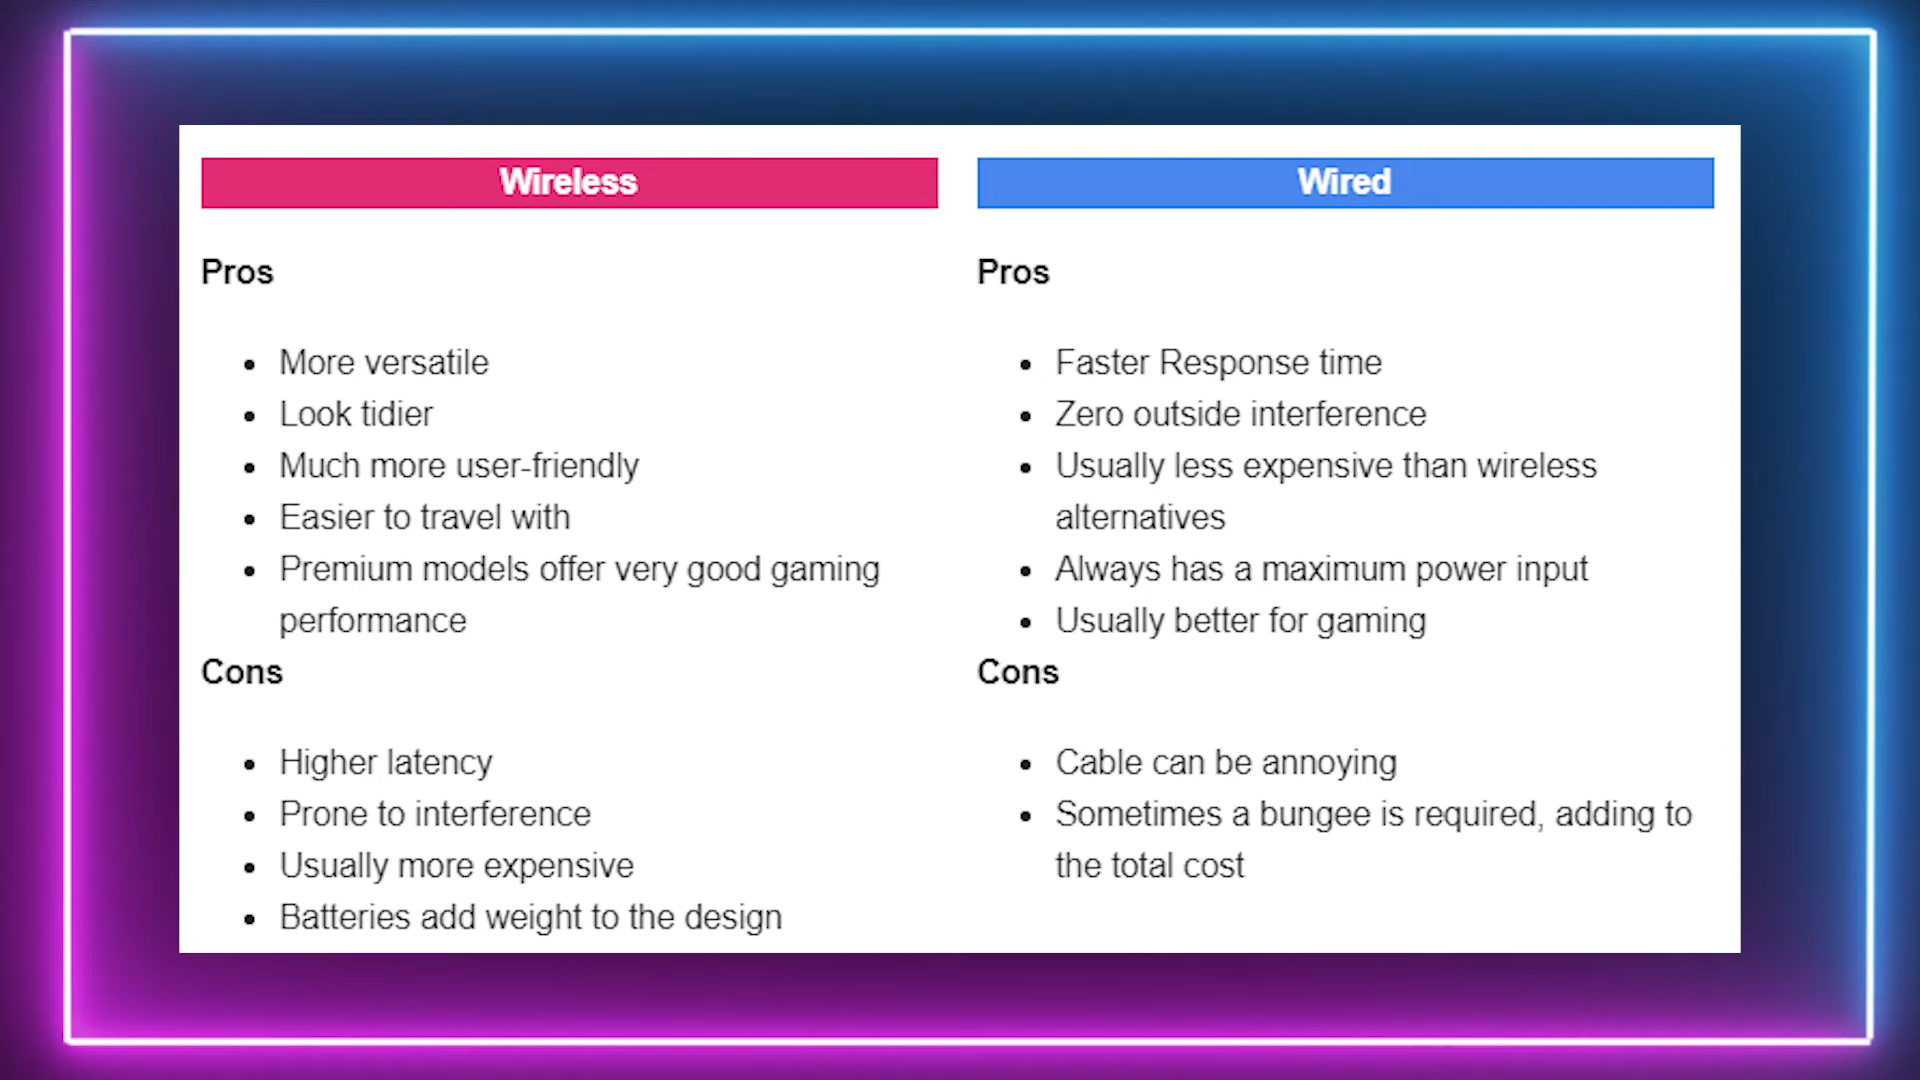 Wireless
Pros
More versatile
Look tidier
Much more user-friendly
Easier to travel with
Premium models offer very good gaming
performance
Cons
Higher latency
Prone to interference
Usually more expensive
Batteries add weight to the design
Wired
Pros
Faster Response time
Zero outside interference
Usually less expensive than wireless
alternatives
Always has a maximum power input
Usually better for gaming
Cons
Cable can be annoying
Sometimes a bungee is required, adding to
the total cost